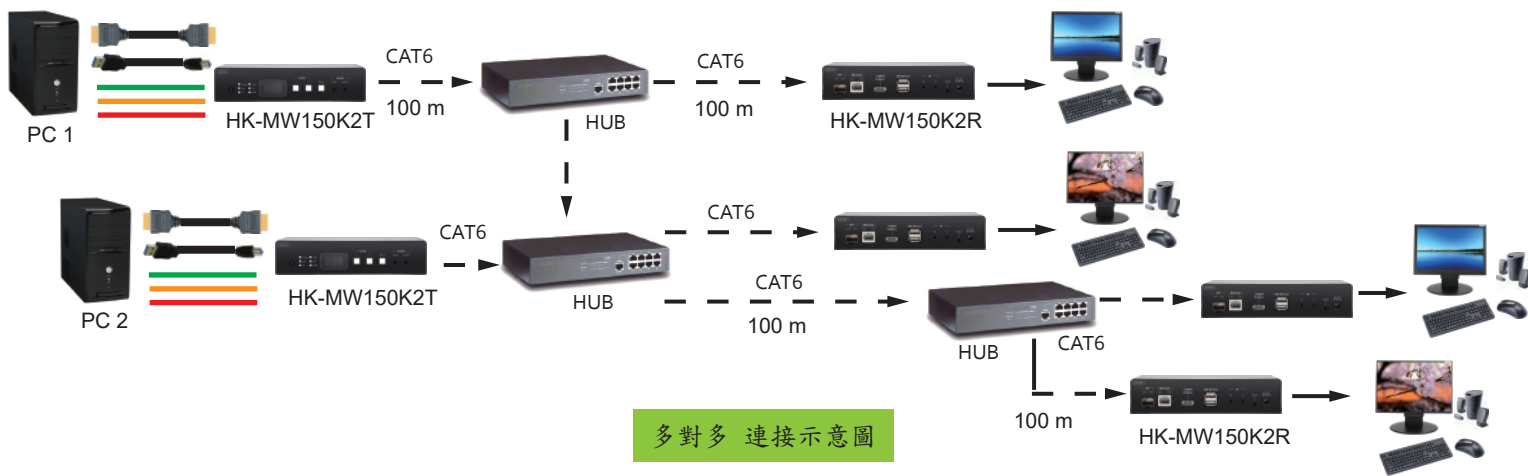 CAT6
CAT6
100 m
100 m
PC 1
HK-MW150K2T
HUB
HK-MW150K2R
CAT6
CAT6
HK-MW150K2T
HUB
CAT6
100 m
PC 2
HUB
CAT6
100 m
HK-MW150K2R
多對多 連接示意圖